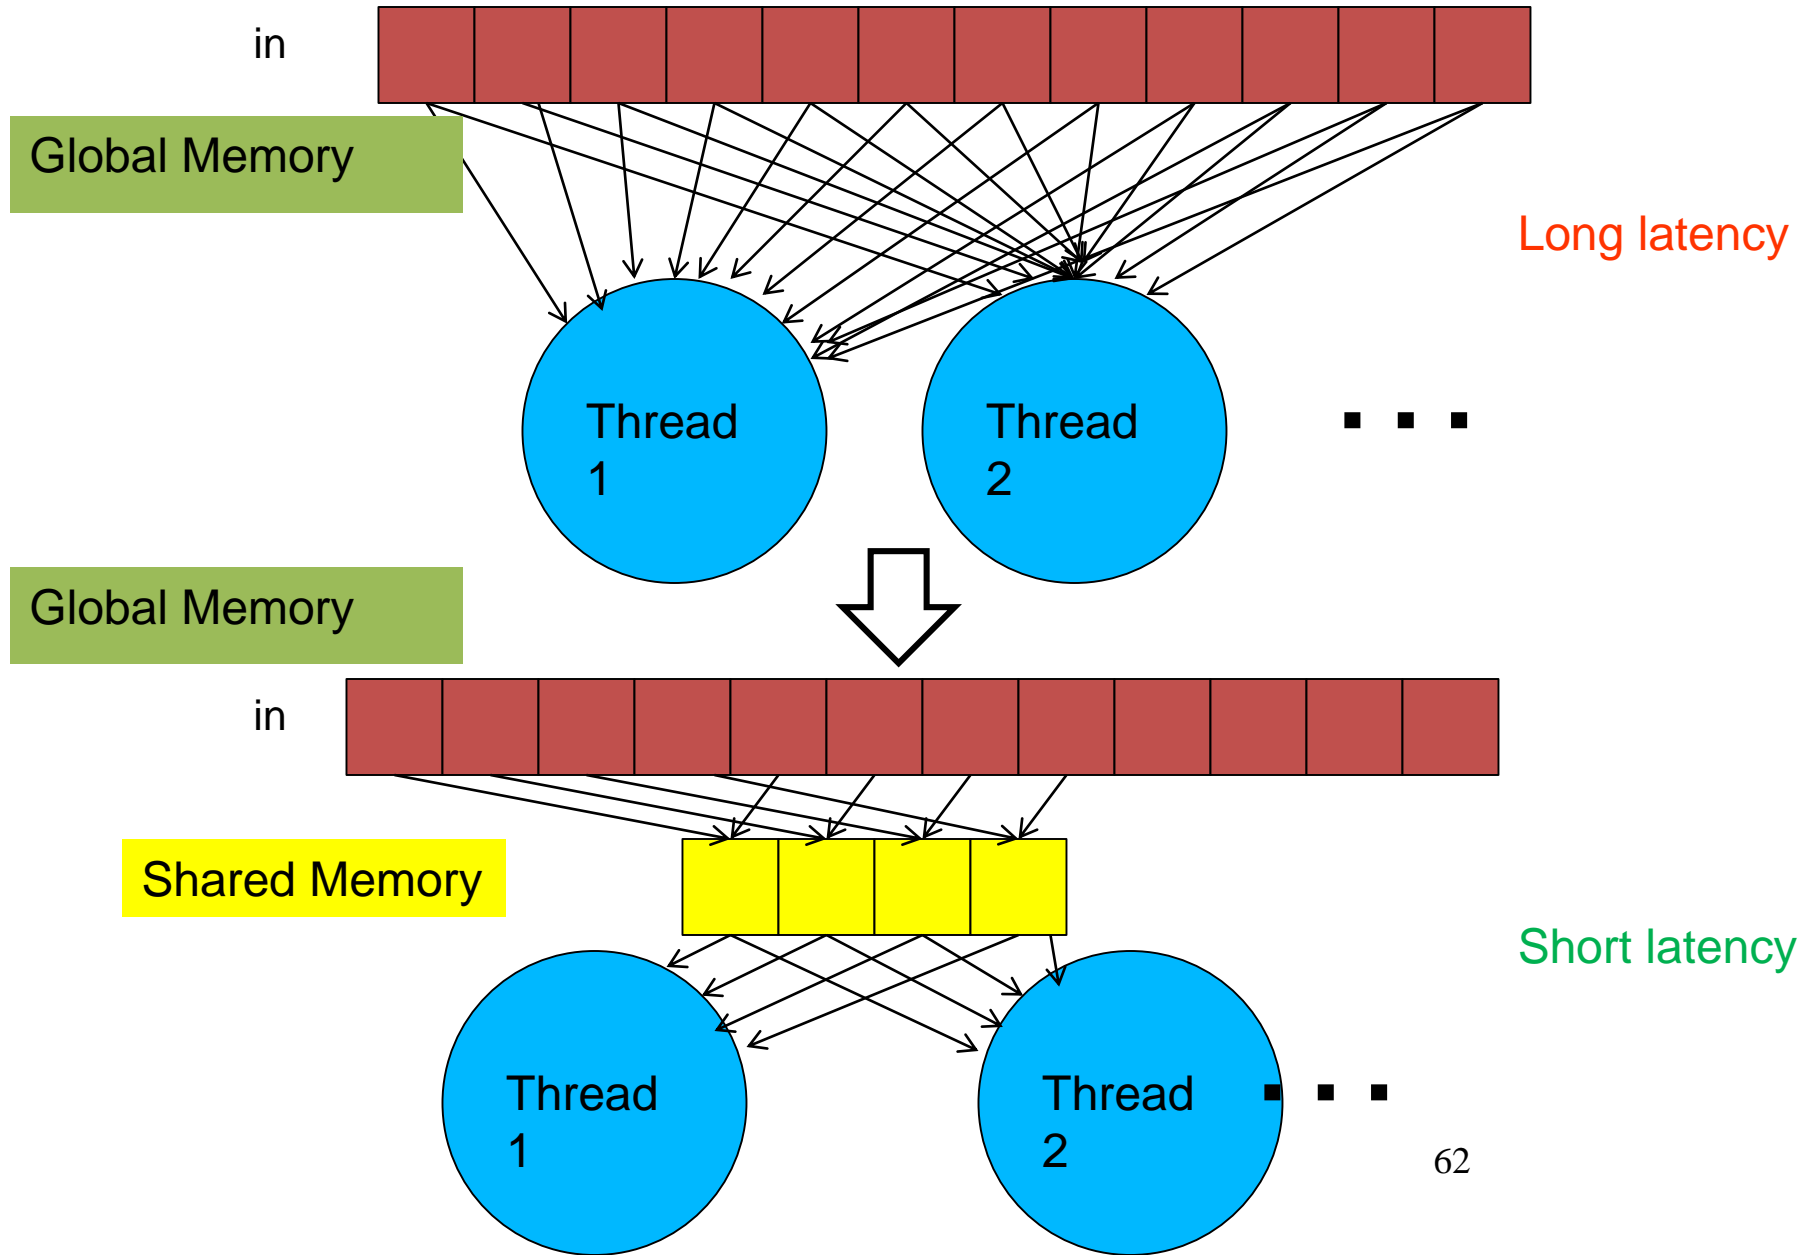 in
Global Memory
Long latency
Thread
1
Thread
2
Global Memory
in
Shared Memory
Short latency
Thread
1
Thread
2
62